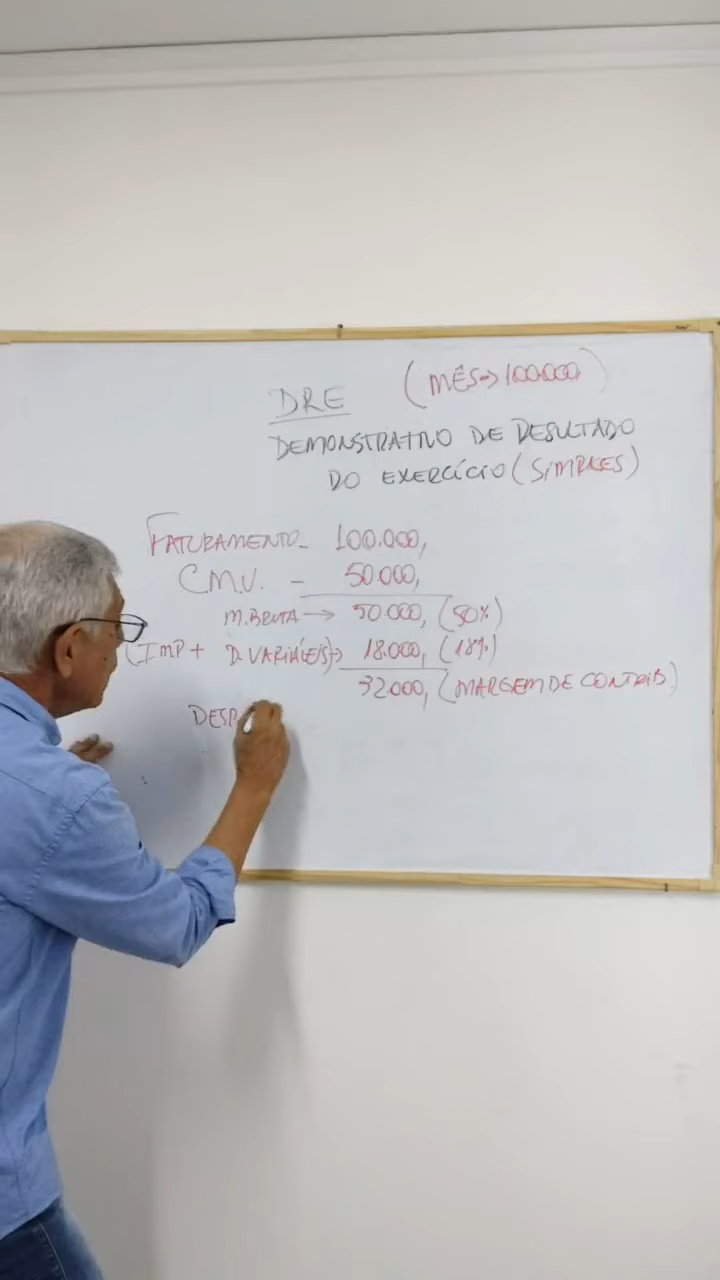 DRE (MÊS→100.000)
DEMONSTRATIVO DE RESULTADO
DO EXERCÍCIO (SIMPLES)
FATURAMENTO - 100.000,
C.M.V. - 50.000,
M. BRUTA → 50.000, (50%)
(IMP + D. VARIÁVEIS) → 18.000, (18%)
32.000, (MARGEM DE CONTRIB)
DESP